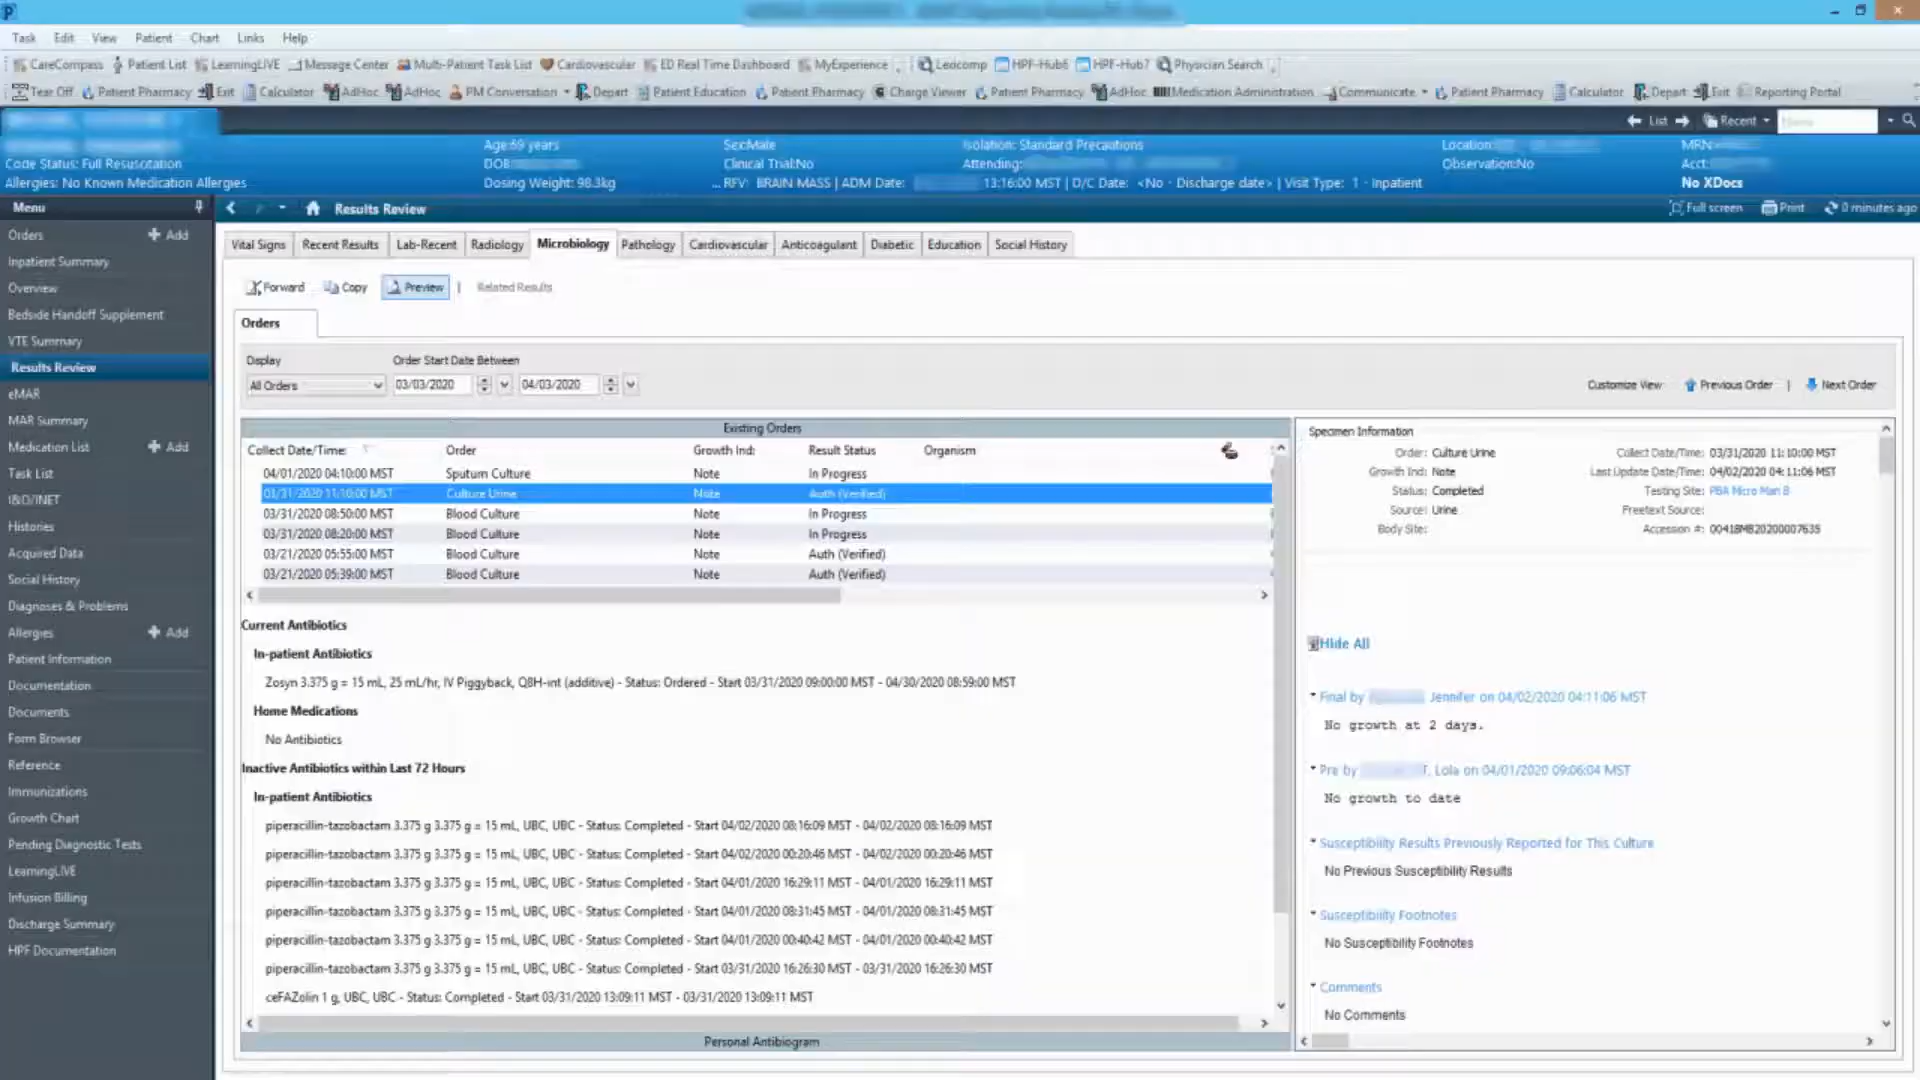 Task Edit View Patient Chart Links Help
CareCompass Patient List LearningLIVE Message Center Multi-Patient Task List Cardiovascular ED Real Time Dashboard MyExperience Lexicomp HPF-Hub6 HPF-Hub7 Physician Search
Tear Off Patient Pharmacy Exit Calculator AdHoc AdHoc PM Conversation Depart Patient Education Patient Pharmacy Charge Viewer Patient Pharmacy AdHoc Medication Administration Communicate Patient Pharmacy Calculator Depart Exit Reporting Portal
List Recent
Age:69 years Sex:Male Isolation: Standard Precautions Location: MRN:
Code Status: Full Resuscitation DOB: Clinical Trial:No Attending: Observation:No Acct:
Allergies: No Known Medication Allergies Dosing Weight: 98.3kg ... RFV: BRAIN MASS | ADM Date: 13:16:00 MST | D/C Date: <No - Discharge date> | Visit Type: 1 - Inpatient No XDocs
Menu Results Review Full screen Print 0 minutes ago
Orders Add
Inpatient Summary
Overview
Bedside Handoff Supplement
VTE Summary
Results Review
eMAR
MAR Summary
Medication List Add
Task List
I&O/INET
Histories
Acquired Data
Social History
Diagnoses & Problems
Allergies Add
Patient Information
Documentation
Documents
Form Browser
Reference
Immunizations
Growth Chart
Pending Diagnostic Tests
LearningLIVE
Infusion Billing
Discharge Summary
HPF Documentation
Vital Signs Recent Results Lab-Recent Radiology Microbiology Pathology Cardiovascular Anticoagulant Diabetic Education Social History
Forward Copy Preview | Related Results
Orders
Display Order Start Date Between
All Orders 03/03/2020 04/03/2020 Customize View Previous Order | Next Order
Existing Orders
Collect Date/Time: Order Growth Ind: Result Status Organism
04/01/2020 04:10:00 MST Sputum Culture Note In Progress
03/31/2020 11:10:00 MST Culture Urine Note Auth (Verified)
03/31/2020 08:50:00 MST Blood Culture Note In Progress
03/31/2020 08:20:00 MST Blood Culture Note In Progress
03/21/2020 05:55:00 MST Blood Culture Note Auth (Verified)
03/21/2020 05:39:00 MST Blood Culture Note Auth (Verified)
Current Antibiotics
In-patient Antibiotics
Zosyn 3.375 g = 15 mL, 25 mL/hr, IV Piggyback, Q8H-int (additive) - Status: Ordered - Start 03/31/2020 09:00:00 MST - 04/30/2020 08:59:00 MST
Home Medications
No Antibiotics
Inactive Antibiotics within Last 72 Hours
In-patient Antibiotics
piperacillin-tazobactam 3.375 g 3.375 g = 15 mL, UBC, UBC - Status: Completed - Start 04/02/2020 08:16:09 MST - 04/02/2020 08:16:09 MST
piperacillin-tazobactam 3.375 g 3.375 g = 15 mL, UBC, UBC - Status: Completed - Start 04/02/2020 00:20:46 MST - 04/02/2020 00:20:46 MST
piperacillin-tazobactam 3.375 g 3.375 g = 15 mL, UBC, UBC - Status: Completed - Start 04/01/2020 16:29:11 MST - 04/01/2020 16:29:11 MST
piperacillin-tazobactam 3.375 g 3.375 g = 15 mL, UBC, UBC - Status: Completed - Start 04/01/2020 08:31:45 MST - 04/01/2020 08:31:45 MST
piperacillin-tazobactam 3.375 g 3.375 g = 15 mL, UBC, UBC - Status: Completed - Start 04/01/2020 00:40:42 MST - 04/01/2020 00:40:42 MST
piperacillin-tazobactam 3.375 g 3.375 g = 15 mL, UBC, UBC - Status: Completed - Start 03/31/2020 16:26:30 MST - 03/31/2020 16:26:30 MST
ceFAZolin 1 g, UBC, UBC - Status: Completed - Start 03/31/2020 13:09:11 MST - 03/31/2020 13:09:11 MST
Personal Antibiogram
Specimen Information
Order: Culture Urine Collect Date/Time: 03/31/2020 11:10:00 MST
Growth Ind: Note Last Update Date/Time: 04/02/2020 04:11:06 MST
Status: Completed Testing Site: PBA Micro Man B
Source: Urine Freetext Source:
Body Site: Accession #: 00418MB20200007635
Hide All
Final by Jennifer on 04/02/2020 04:11:06 MST
No growth at 2 days.
Pre by Lola on 04/01/2020 09:06:04 MST
No growth to date
Susceptibility Results Previously Reported for This Culture
No Previous Susceptibility Results
Susceptibility Footnotes
No Susceptibility Footnotes
Comments
No Comments